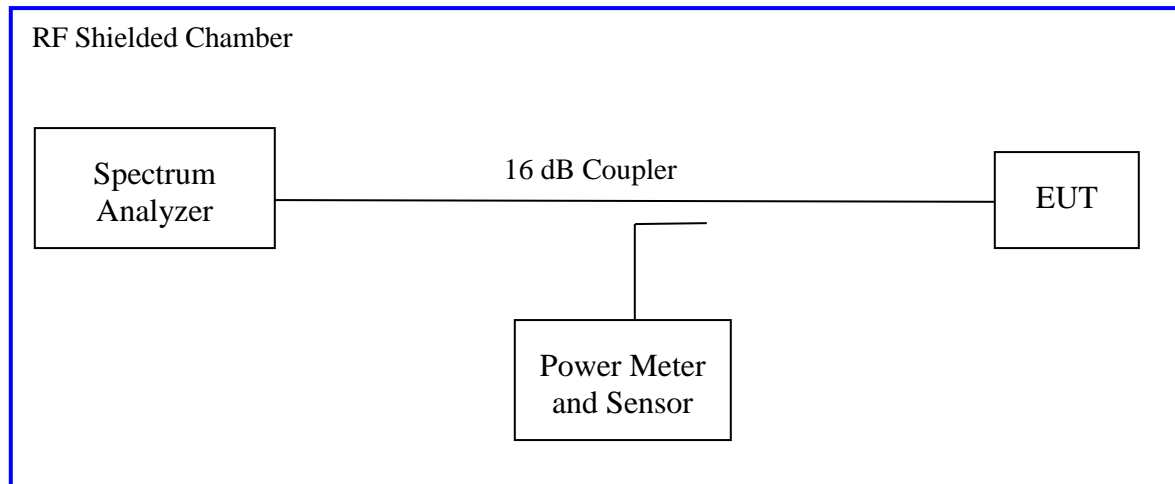 RF Shielded Chamber
Spectrum
Analyzer
16 dB Coupler
EUT
Power Meter
and Sensor